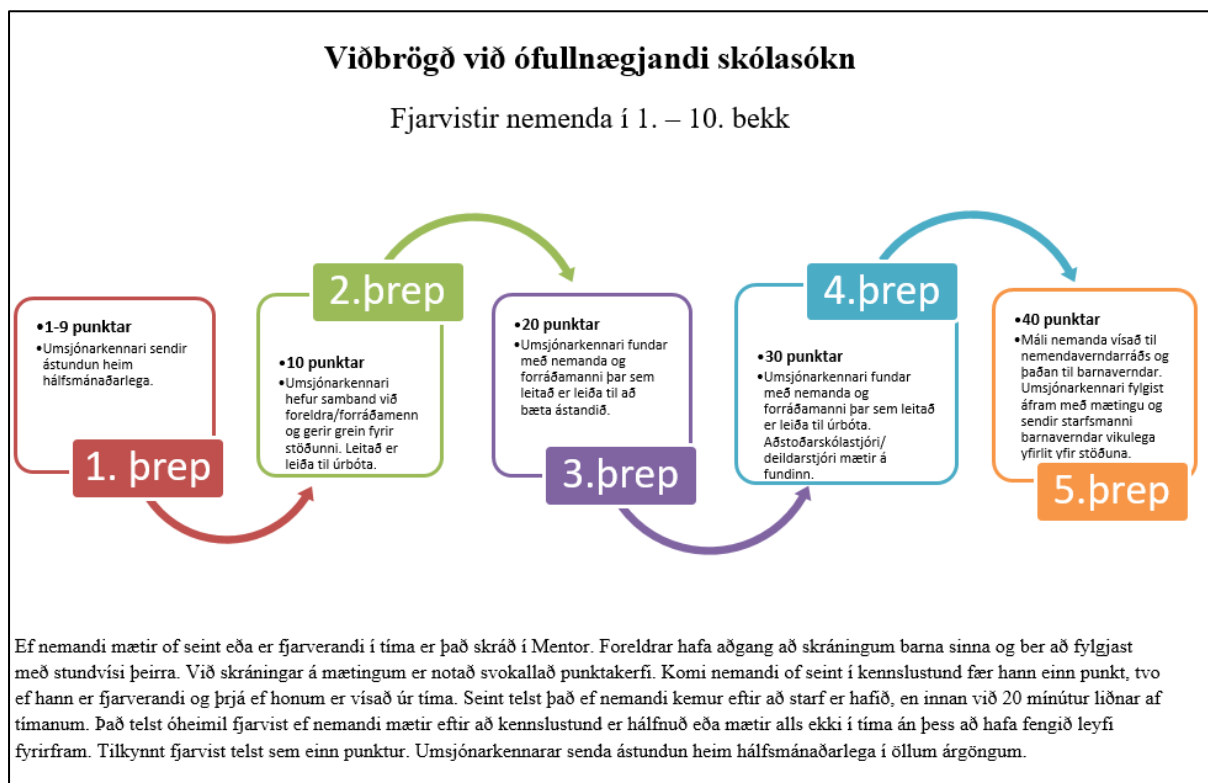 Viðbrögð við ófullnægjandi skólasókn
Fjarvistir nemenda í 1. – 10. bekk
1. þrep
•1-9 punktar
•Umsjónarkennari sendir
ástundun heim
hálfsmánaðarlega.
2.þrep
•10 punktar
•Umsjónarkennari
hefur samband við
foreldra/forráðamenn
og gerir grein fyrir
stöðunni. Leitað er
leiða til úrbóta.
3.þrep
•20 punktar
•Umsjónarkennari fundar
með nemanda og
forráðamanni þar sem
leitað er leiða til að
bæta ástandið.
4.þrep
•30 punktar
•Umsjónarkennari fundar
með nemanda og
forráðamanni þar sem leitað
er leiða til úrbóta.
Aðstoðarskólastjóri/
deildarstjóri mætir á
fundinn.
5.þrep
•40 punktar
•Máli nemanda vísað til
nemendaverndarráðs og
þaðan til barnaverndar.
Umsjónarkennari fylgist
áfram með mætingu og
sendir starfsmanni
barnaverndar vikulega
yfirlit yfir stöðuna.
Ef nemandi mætir of seint eða er fjarverandi í tíma er það skráð í Mentor. Foreldrar hafa aðgang að skráningum barna sinna og ber að fylgjast
með stundvísi þeirra. Við skráningar á mætingum er notað svokallað punktakerfi. Komi nemandi of seint í kennslustund fær hann einn punkt, tvo
ef hann er fjarverandi og þrjá ef honum er vísað úr tíma. Seint telst það ef nemandi kemur eftir að starf er hafið, en innan við 20 mínútur liðnar af
tímanum. Það telst óheimil fjarvist ef nemandi mætir eftir að kennslustund er hálfnuð eða mætir alls ekki í tíma án þess að hafa fengið leyfi
fyrirfram. Tilkynnt fjarvist telst sem einn punktur. Umsjónarkennarar senda ástundun heim hálfsmánaðarlega í öllum árgöngum.